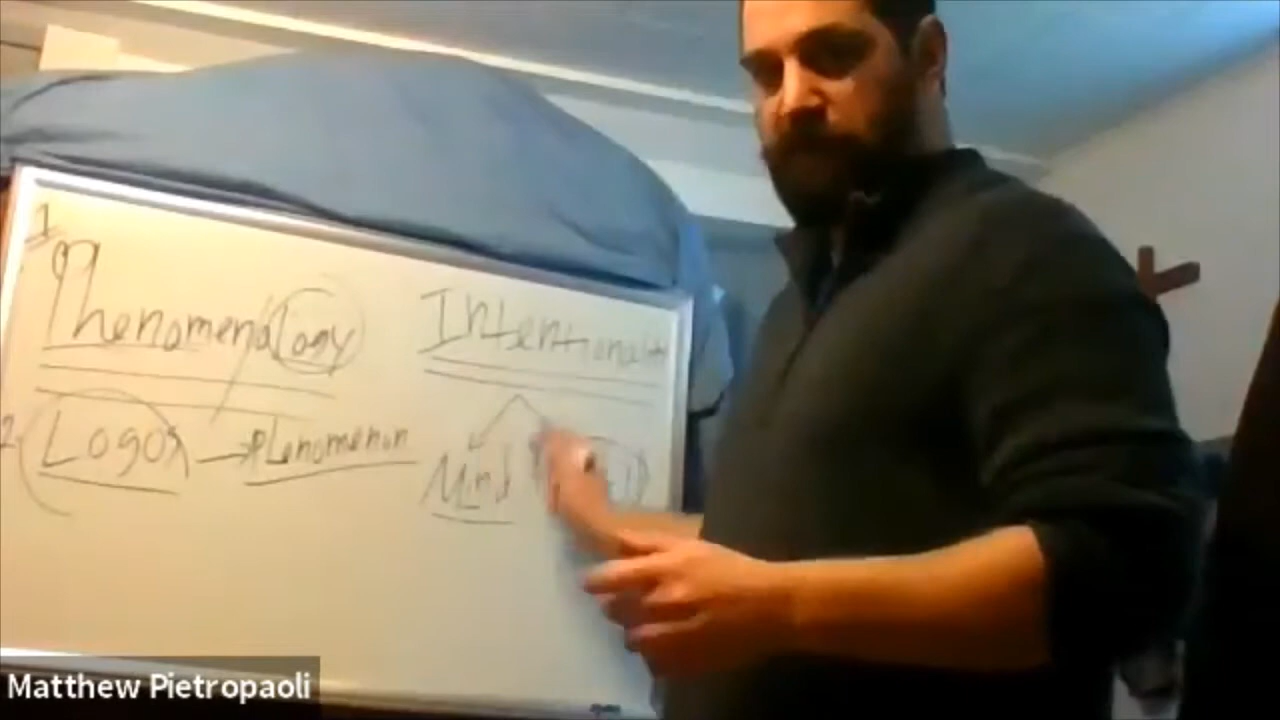 1
Phenomenology
Intentionality
2 Logos → Phenomenon
Mind
Matthew Pietropaoli